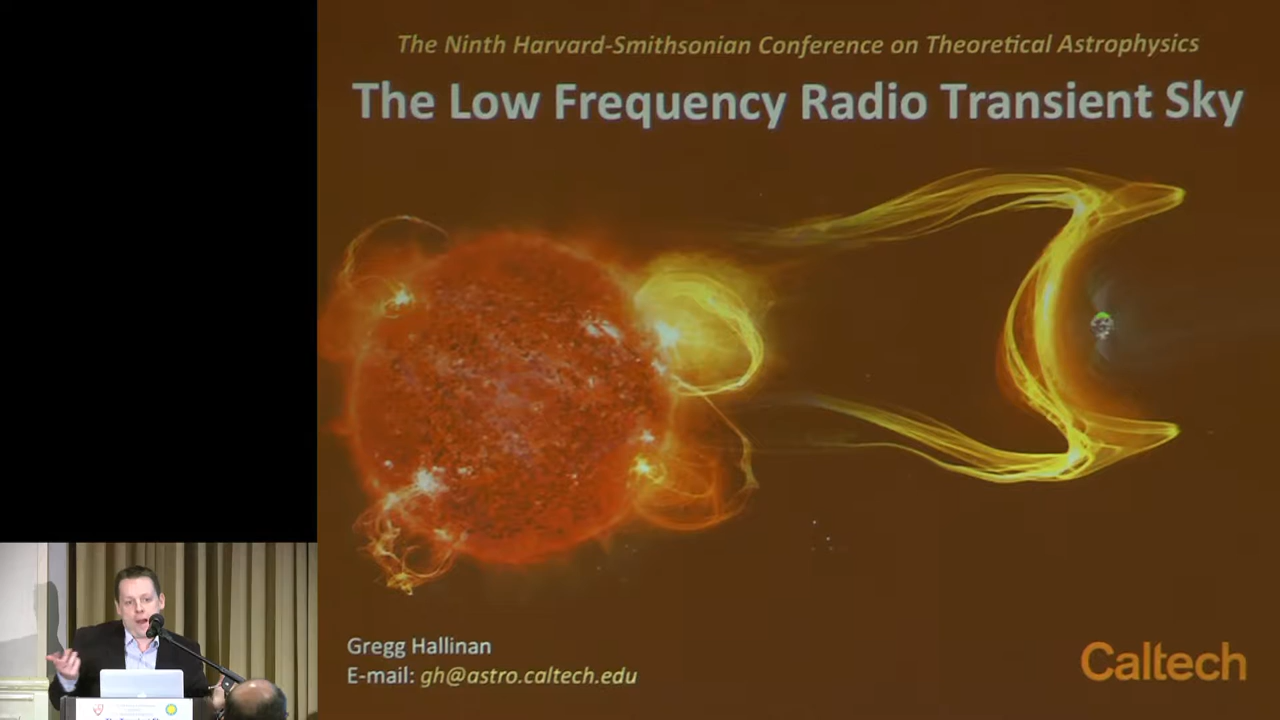 The Ninth Harvard-Smithsonian Conference on Theoretical Astrophysics
The Low Frequency Radio Transient Sky
Gregg Hallinan
E-mail: gh@astro.caltech.edu
Caltech